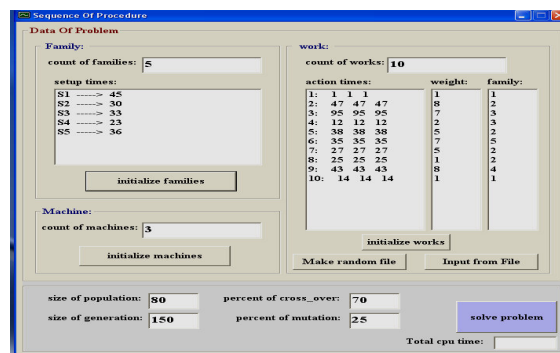 Sequence Of Procedure
Data Of Problem
Family:
count of families: 5
setup times:
S1 -----> 45
S2 -----> 30
S3 -----> 33
S4 -----> 23
S5 -----> 36
initialize families
Machine:
count of machines: 3
initialize machines
work:
count of works: 10
action times: weight: family:
1: 1 1 1 1 1
2: 47 47 47 8 2
3: 95 95 95 7 3
4: 12 12 12 2 3
5: 38 38 38 5 2
6: 35 35 35 7 5
7: 27 27 27 5 2
8: 25 25 25 1 2
9: 43 43 43 8 4
10: 14 14 14 1 1
initialize works
Make random file Input from File
size of population: 80 percent of cross_over: 70
size of generation: 150 percent of mutation: 25
solve problem
Total cpu time: